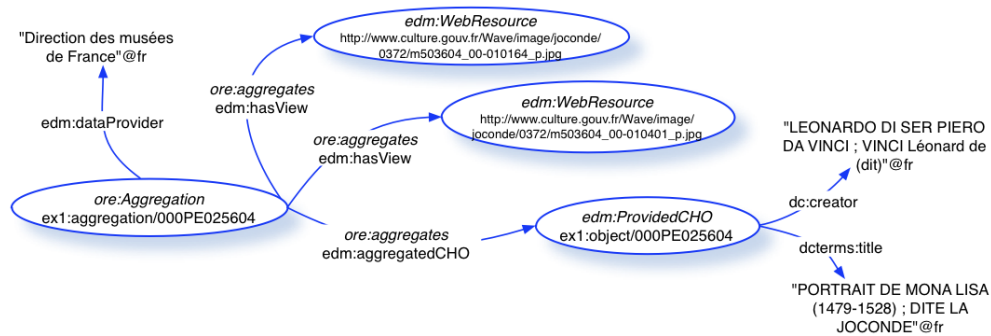 edm:WebResource
http://www.culture.gouv.fr/Wave/image/joconde/
0372/m503604_00-010164_p.jpg
"Direction des musées
de France"@fr
ore:aggregates
edm:hasView
edm:dataProvider
edm:WebResource
http://www.culture.gouv.fr/Wave/image/
joconde/0372/m503604_00-010401_p.jpg
ore:aggregates
edm:hasView
"LEONARDO DI SER PIERO
DA VINCI ; VINCI Léonard de
(dit)"@fr
ore:Aggregation
ex1:aggregation/000PE025604
dc:creator
edm:ProvidedCHO
ex1:object/000PE025604
ore:aggregates
edm:aggregatedCHO
dcterms:title
"PORTRAIT DE MONA LISA
(1479-1528) ; DITE LA
JOCONDE"@fr